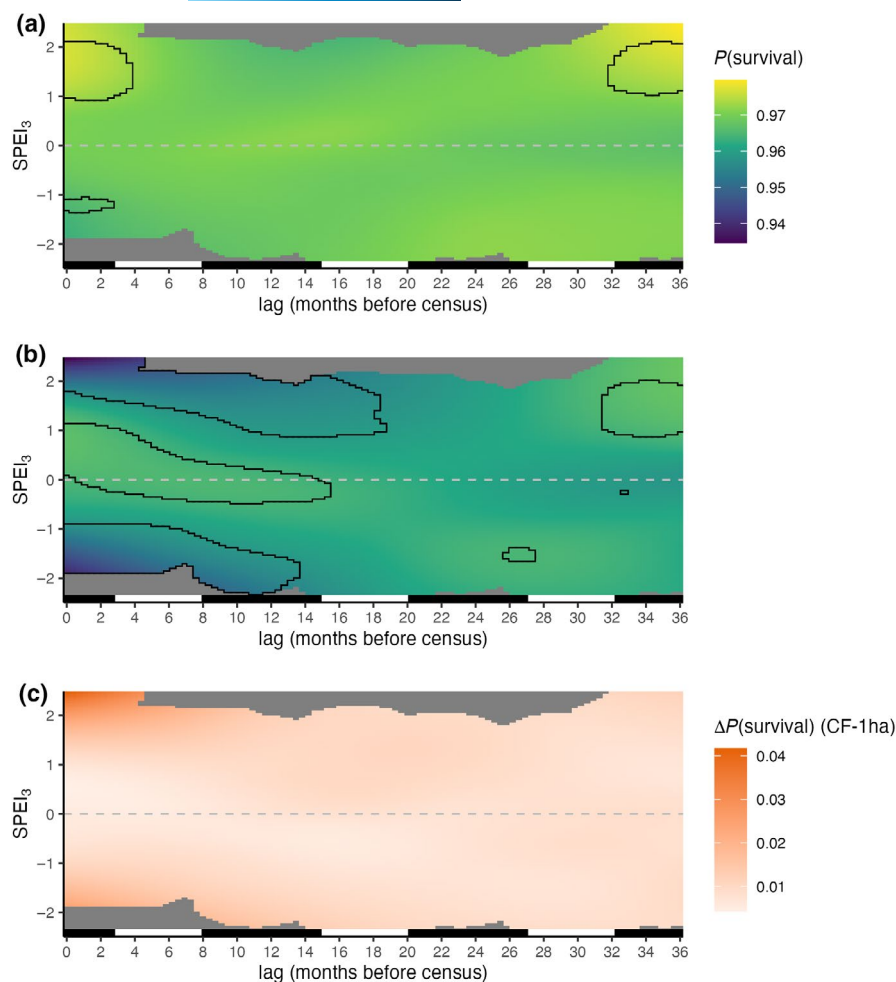 (a)
2
1
0
−1
−2
SPEI₃
0 2 4 6 8 10 12 14 16 18 20 22 24 26 28 30 32 34 36
lag (months before census)
P(survival)
0.97
0.96
0.95
0.94
(b)
2
1
0
−1
−2
SPEI₃
0 2 4 6 8 10 12 14 16 18 20 22 24 26 28 30 32 34 36
lag (months before census)
(c)
2
1
0
−1
−2
SPEI₃
0 2 4 6 8 10 12 14 16 18 20 22 24 26 28 30 32 34 36
lag (months before census)
ΔP(survival) (CF-1ha)
0.04
0.03
0.02
0.01